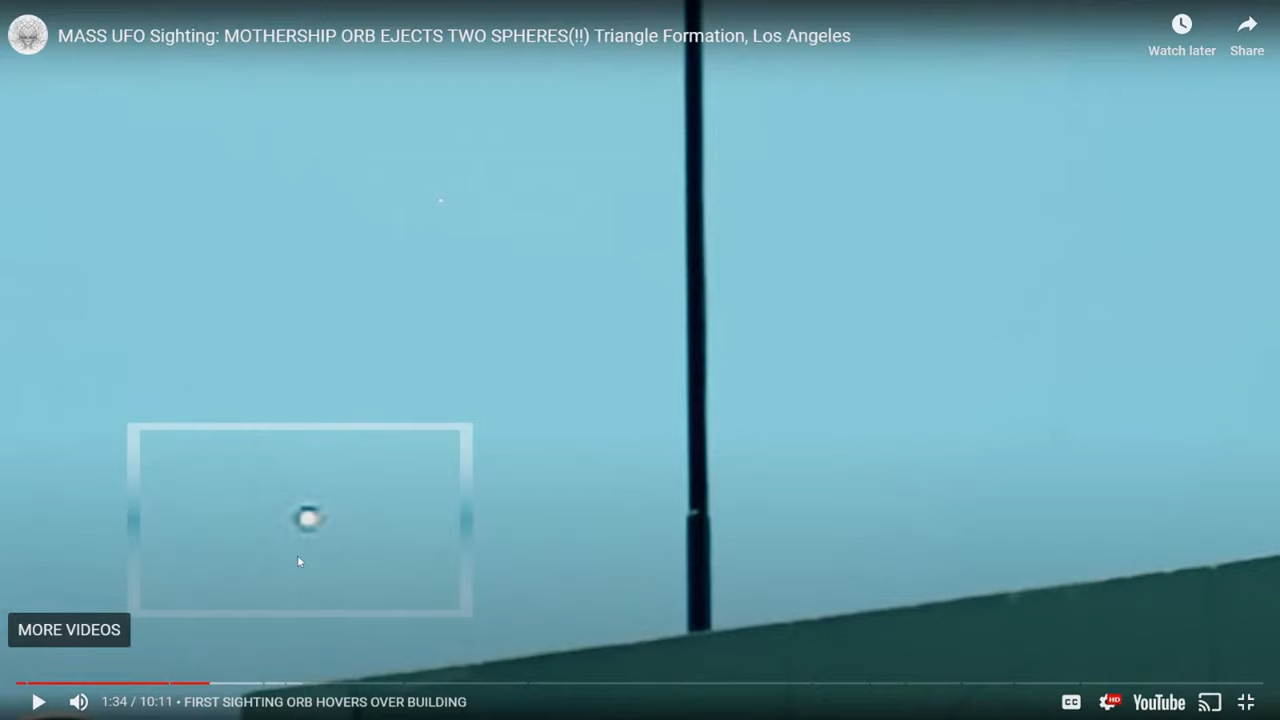 MASS UFO Sighting: MOTHERSHIP ORB EJECTS TWO SPHERES(!!) Triangle Formation, Los Angeles
Watch later
Share
MORE VIDEOS
1:34 / 10:11 • FIRST SIGHTING ORB HOVERS OVER BUILDING
CC
HD
YouTube